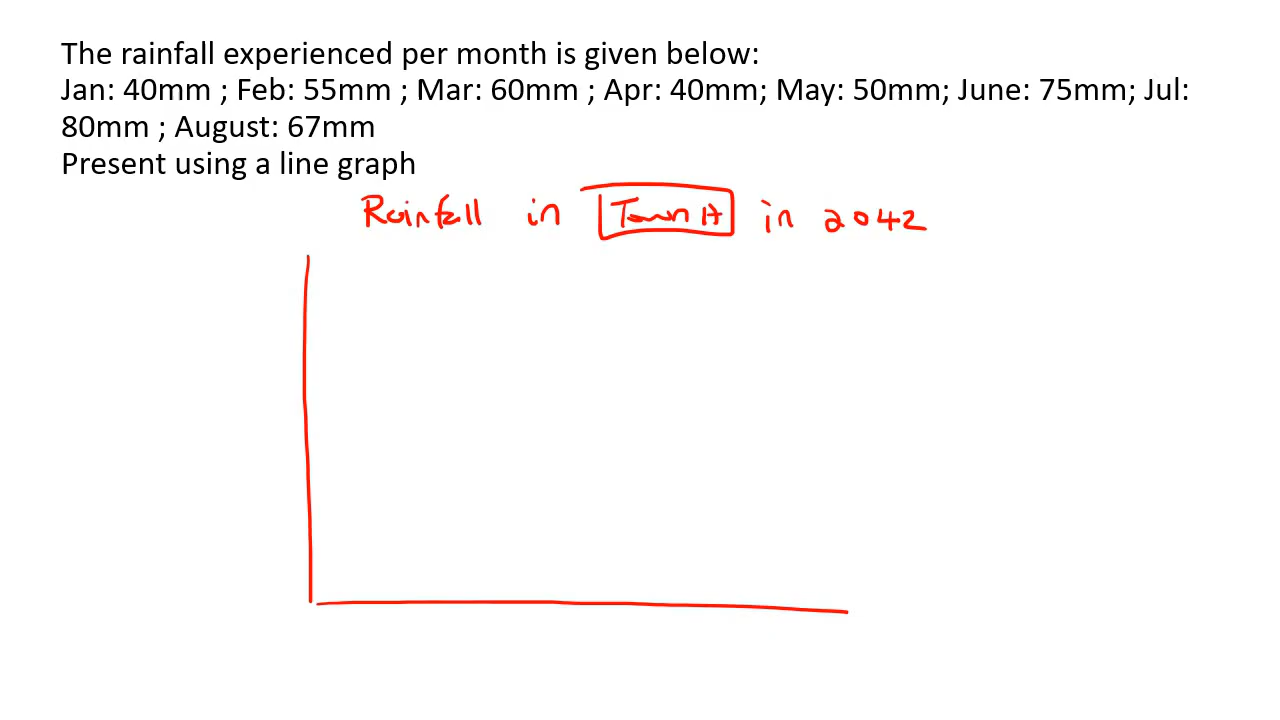 The rainfall experienced per month is given below:
Jan: 40mm ; Feb: 55mm ; Mar: 60mm ; Apr: 40mm; May: 50mm; June: 75mm; Jul:
80mm ; August: 67mm
Present using a line graph
Rainfall in Town A in 2042